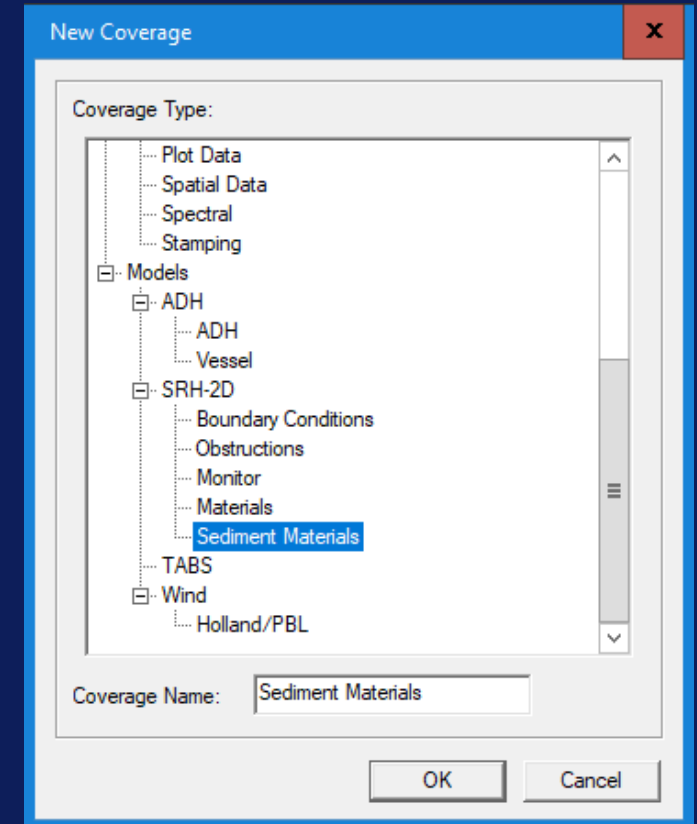 New Coverage
x
Coverage Type:
Plot Data
Spatial Data
Spectral
Stamping
Models
ADH
ADH
Vessel
SRH-2D
Boundary Conditions
Obstructions
Monitor
Materials
Sediment Materials
TABS
Wind
Holland/PBL
Coverage Name: Sediment Materials
OK Cancel